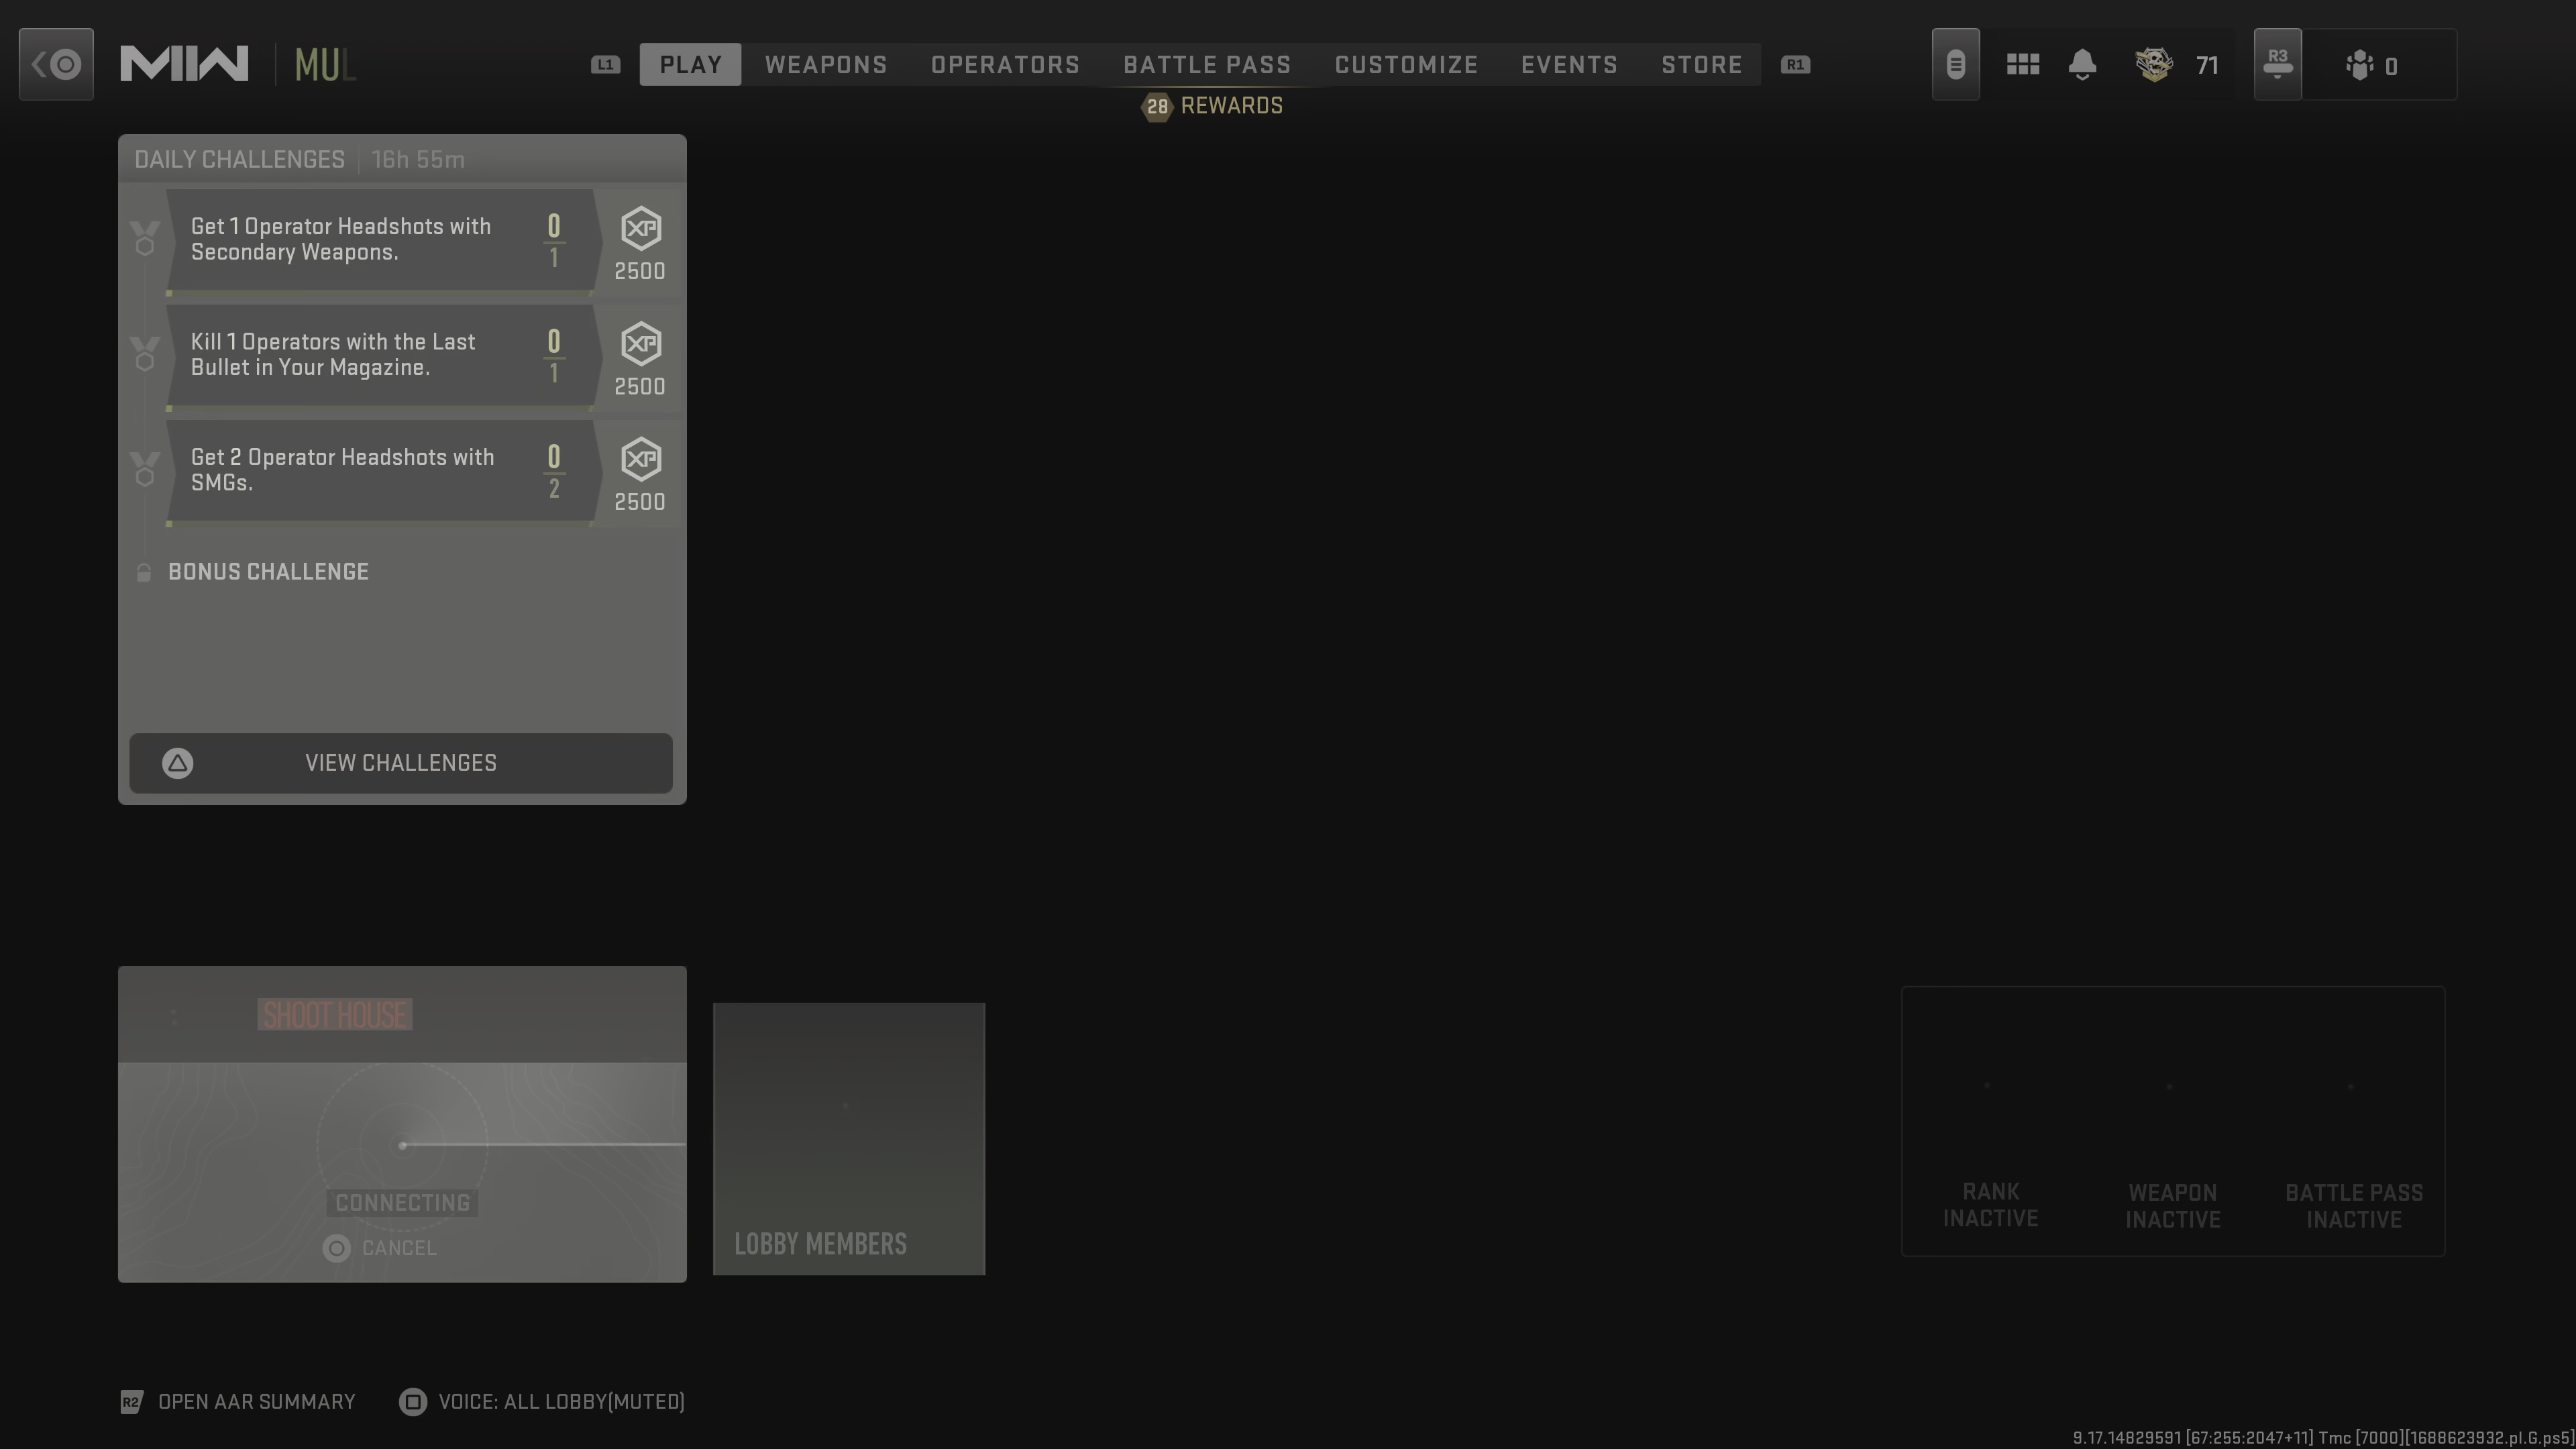 MW MUL
L1 PLAY WEAPONS OPERATORS BATTLE PASS CUSTOMIZE EVENTS STORE R1
71 R3 0
28 REWARDS
DAILY CHALLENGES 16h 55m
Get 1 Operator Headshots with
Secondary Weapons.
0
1
XP
2500
Kill 1 Operators with the Last
Bullet in Your Magazine.
0
1
XP
2500
Get 2 Operator Headshots with
SMGs.
0
2
XP
2500
BONUS CHALLENGE
VIEW CHALLENGES
: SHOOT HOUSE
CONNECTING
CANCEL
LOBBY MEMBERS
RANK
INACTIVE
WEAPON
INACTIVE
BATTLE PASS
INACTIVE
R2 OPEN AAR SUMMARY VOICE: ALL LOBBY(MUTED)
9.17.14829591 [67:255:2047+11] Tmc [7000][1688623932.pl.G.ps5]